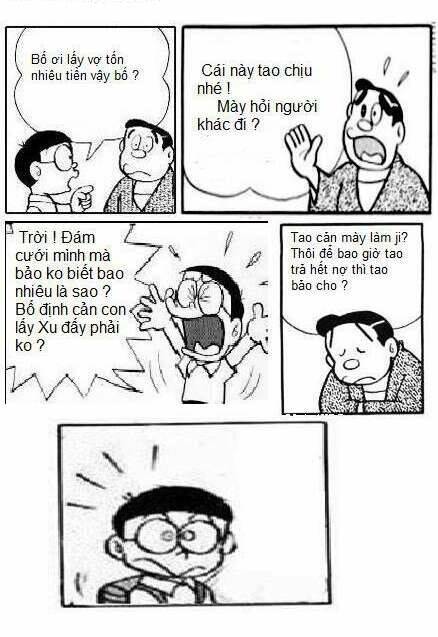 Bố ơi lấy vợ tốn
nhiêu tiền vậy bố ?
Cái này tao chịu
nhé !
Mày hỏi người
khác đi ?
Trời ! Đám
cưới mình mà
bảo ko biết bao
nhiêu là sao ?
Bố định cản con
lấy Xu đấy phải
ko ?
Tao cản mày làm ji?
Thôi để bao giờ tao
trả hết nợ thì tao
bảo cho ?